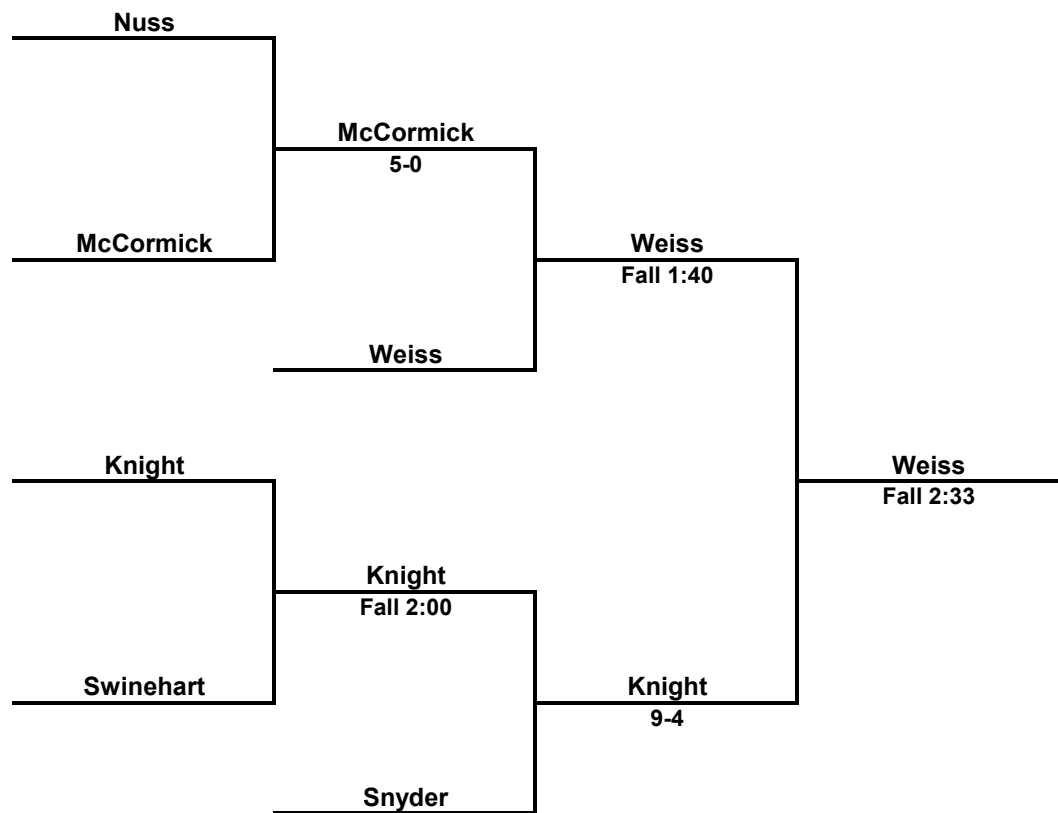 Nuss
McCormick
5-0
McCormick
Weiss
Fall 1:40
Weiss
Knight
Weiss
Fall 2:33
Knight
Fall 2:00
Swinehart
Knight
9-4
Snyder